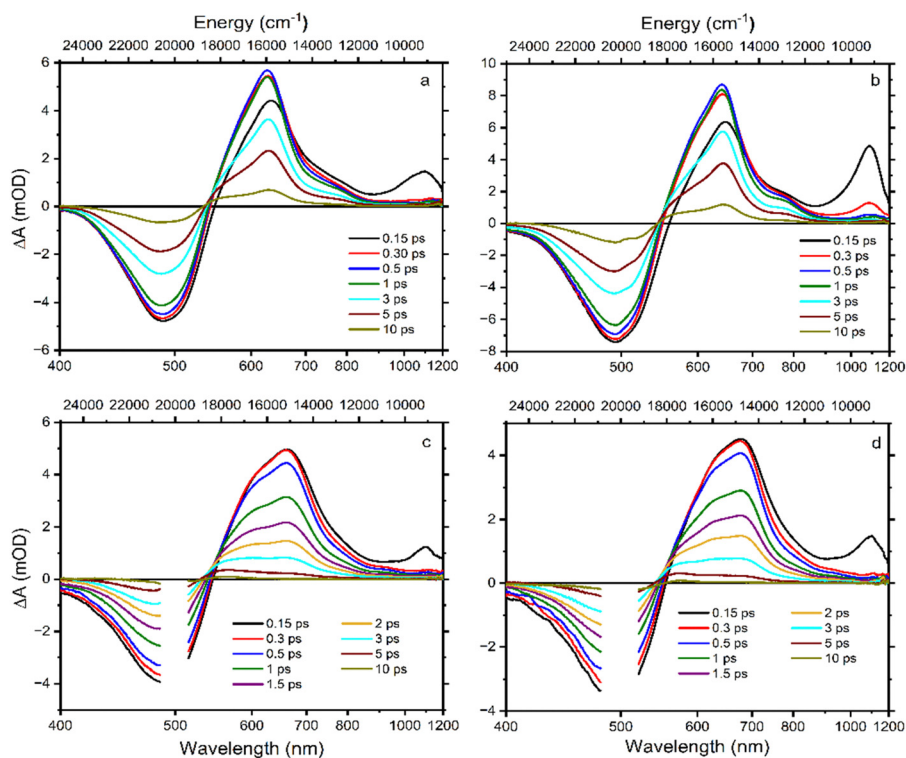 Energy (cm⁻¹)
24000 22000 20000 18000 16000 14000 12000 10000
a
6
4
2
0
-2
-4
-6
ΔA (mOD)
0.15 ps
0.30 ps
0.5 ps
1 ps
3 ps
5 ps
10 ps
400 500 600 700 800 1000 1200
Energy (cm⁻¹)
24000 22000 20000 18000 16000 14000 12000 10000
b
10
8
6
4
2
0
-2
-4
-6
-8
0.15 ps
0.3 ps
0.5 ps
1 ps
3 ps
5 ps
10 ps
400 500 600 700 800 1000 1200
24000 22000 20000 18000 16000 14000 12000 10000
c
6
4
2
0
-2
-4
ΔA (mOD)
0.15 ps 2 ps
0.3 ps 3 ps
0.5 ps 5 ps
1 ps 10 ps
1.5 ps
400 500 600 700 800 1000 1200
Wavelength (nm)
24000 22000 20000 18000 16000 14000 12000 10000
d
4
2
0
-2
-4
0.15 ps 2 ps
0.3 ps 3 ps
0.5 ps 5 ps
1 ps 10 ps
1.5 ps
400 500 600 700 800 1000 1200
Wavelength (nm)